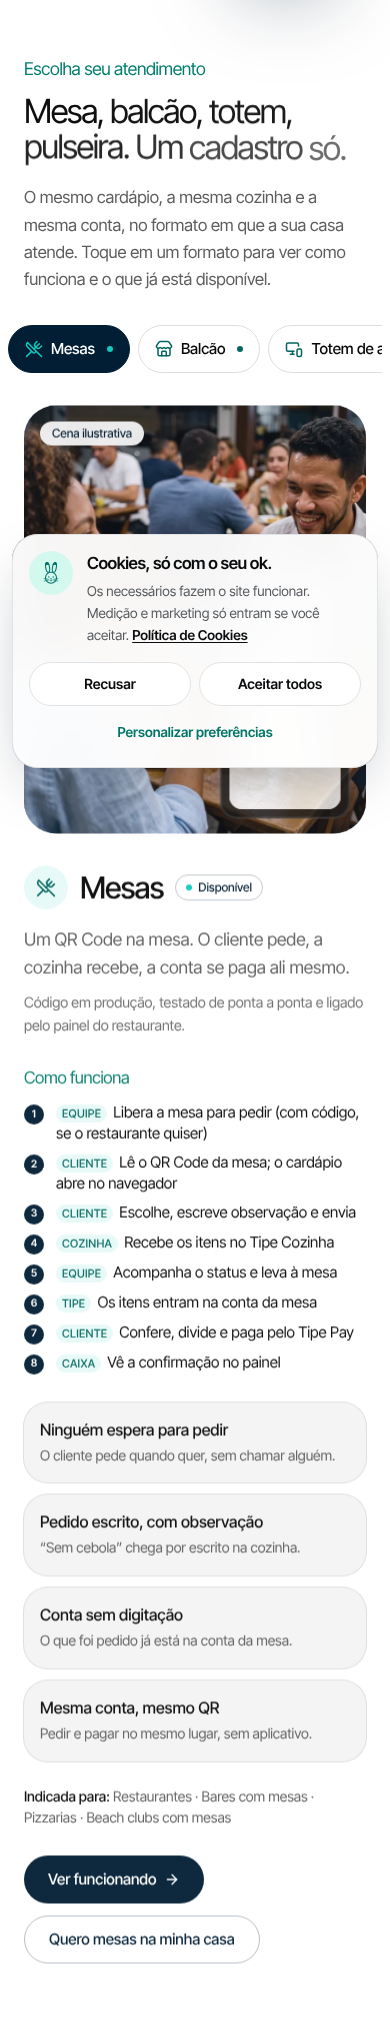 Escolha seu atendimento
Mesa, balcão, totem,
pulseira. Um cadastro só.
O mesmo cardápio, a mesma cozinha e a
mesma conta, no formato em que a sua casa
atende. Toque em um formato para ver como
funciona e o que já está disponível.
Mesas
Balcão
Totem de a
Cena ilustrativa
Cookies, só com o seu ok.
Os necessários fazem o site funcionar.
Medição e marketing só entram se você
aceitar. Política de Cookies
Recusar
Aceitar todos
Personalizar preferências
Mesas
Disponível
Um QR Code na mesa. O cliente pede, a
cozinha recebe, a conta se paga ali mesmo.
Código em produção, testado de ponta a ponta e ligado
pelo painel do restaurante.
Como funciona
1 EQUIPE Libera a mesa para pedir (com código,
se o restaurante quiser)
2 CLIENTE Lê o QR Code da mesa; o cardápio
abre no navegador
3 CLIENTE Escolhe, escreve observação e envia
4 COZINHA Recebe os itens no Tipe Cozinha
5 EQUIPE Acompanha o status e leva à mesa
6 TIPE Os itens entram na conta da mesa
7 CLIENTE Confere, divide e paga pelo Tipe Pay
8 CAIXA Vê a confirmação no painel
Ninguém espera para pedir
O cliente pede quando quer, sem chamar alguém.
Pedido escrito, com observação
“Sem cebola” chega por escrito na cozinha.
Conta sem digitação
O que foi pedido já está na conta da mesa.
Mesma conta, mesmo QR
Pedir e pagar no mesmo lugar, sem aplicativo.
Indicada para: Restaurantes · Bares com mesas ·
Pizzarias · Beach clubs com mesas
Ver funcionando
Quero mesas na minha casa